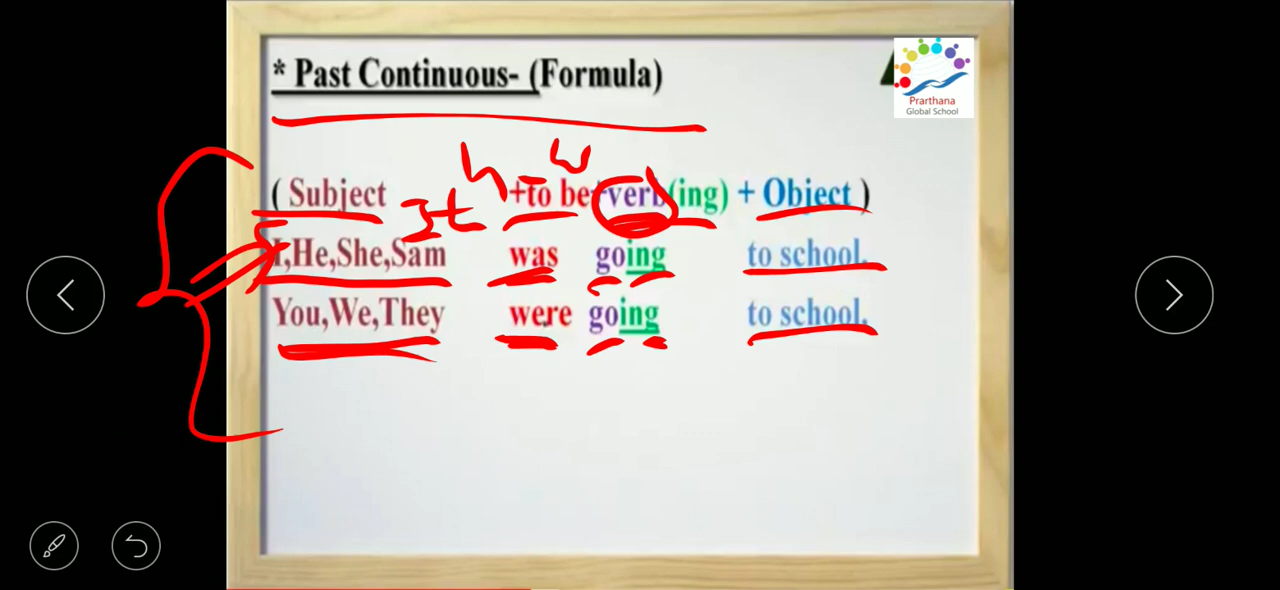 * Past Continuous- (Formula)
Prarthana
Global School
h w
( Subject +to be+verb(ing) + Object )
It
I,He,She,Sam was going to school.
You,We,They were going to school.